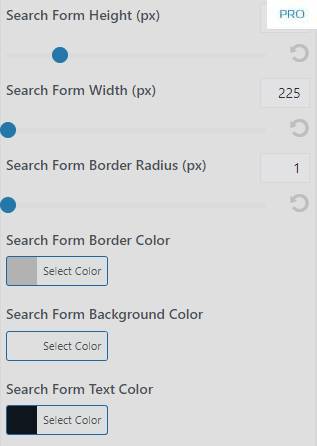 PRO
Search Form Height (px)
Search Form Width (px)
225
Search Form Border Radius (px)
1
Search Form Border Color
Select Color
Search Form Background Color
Select Color
Search Form Text Color
Select Color